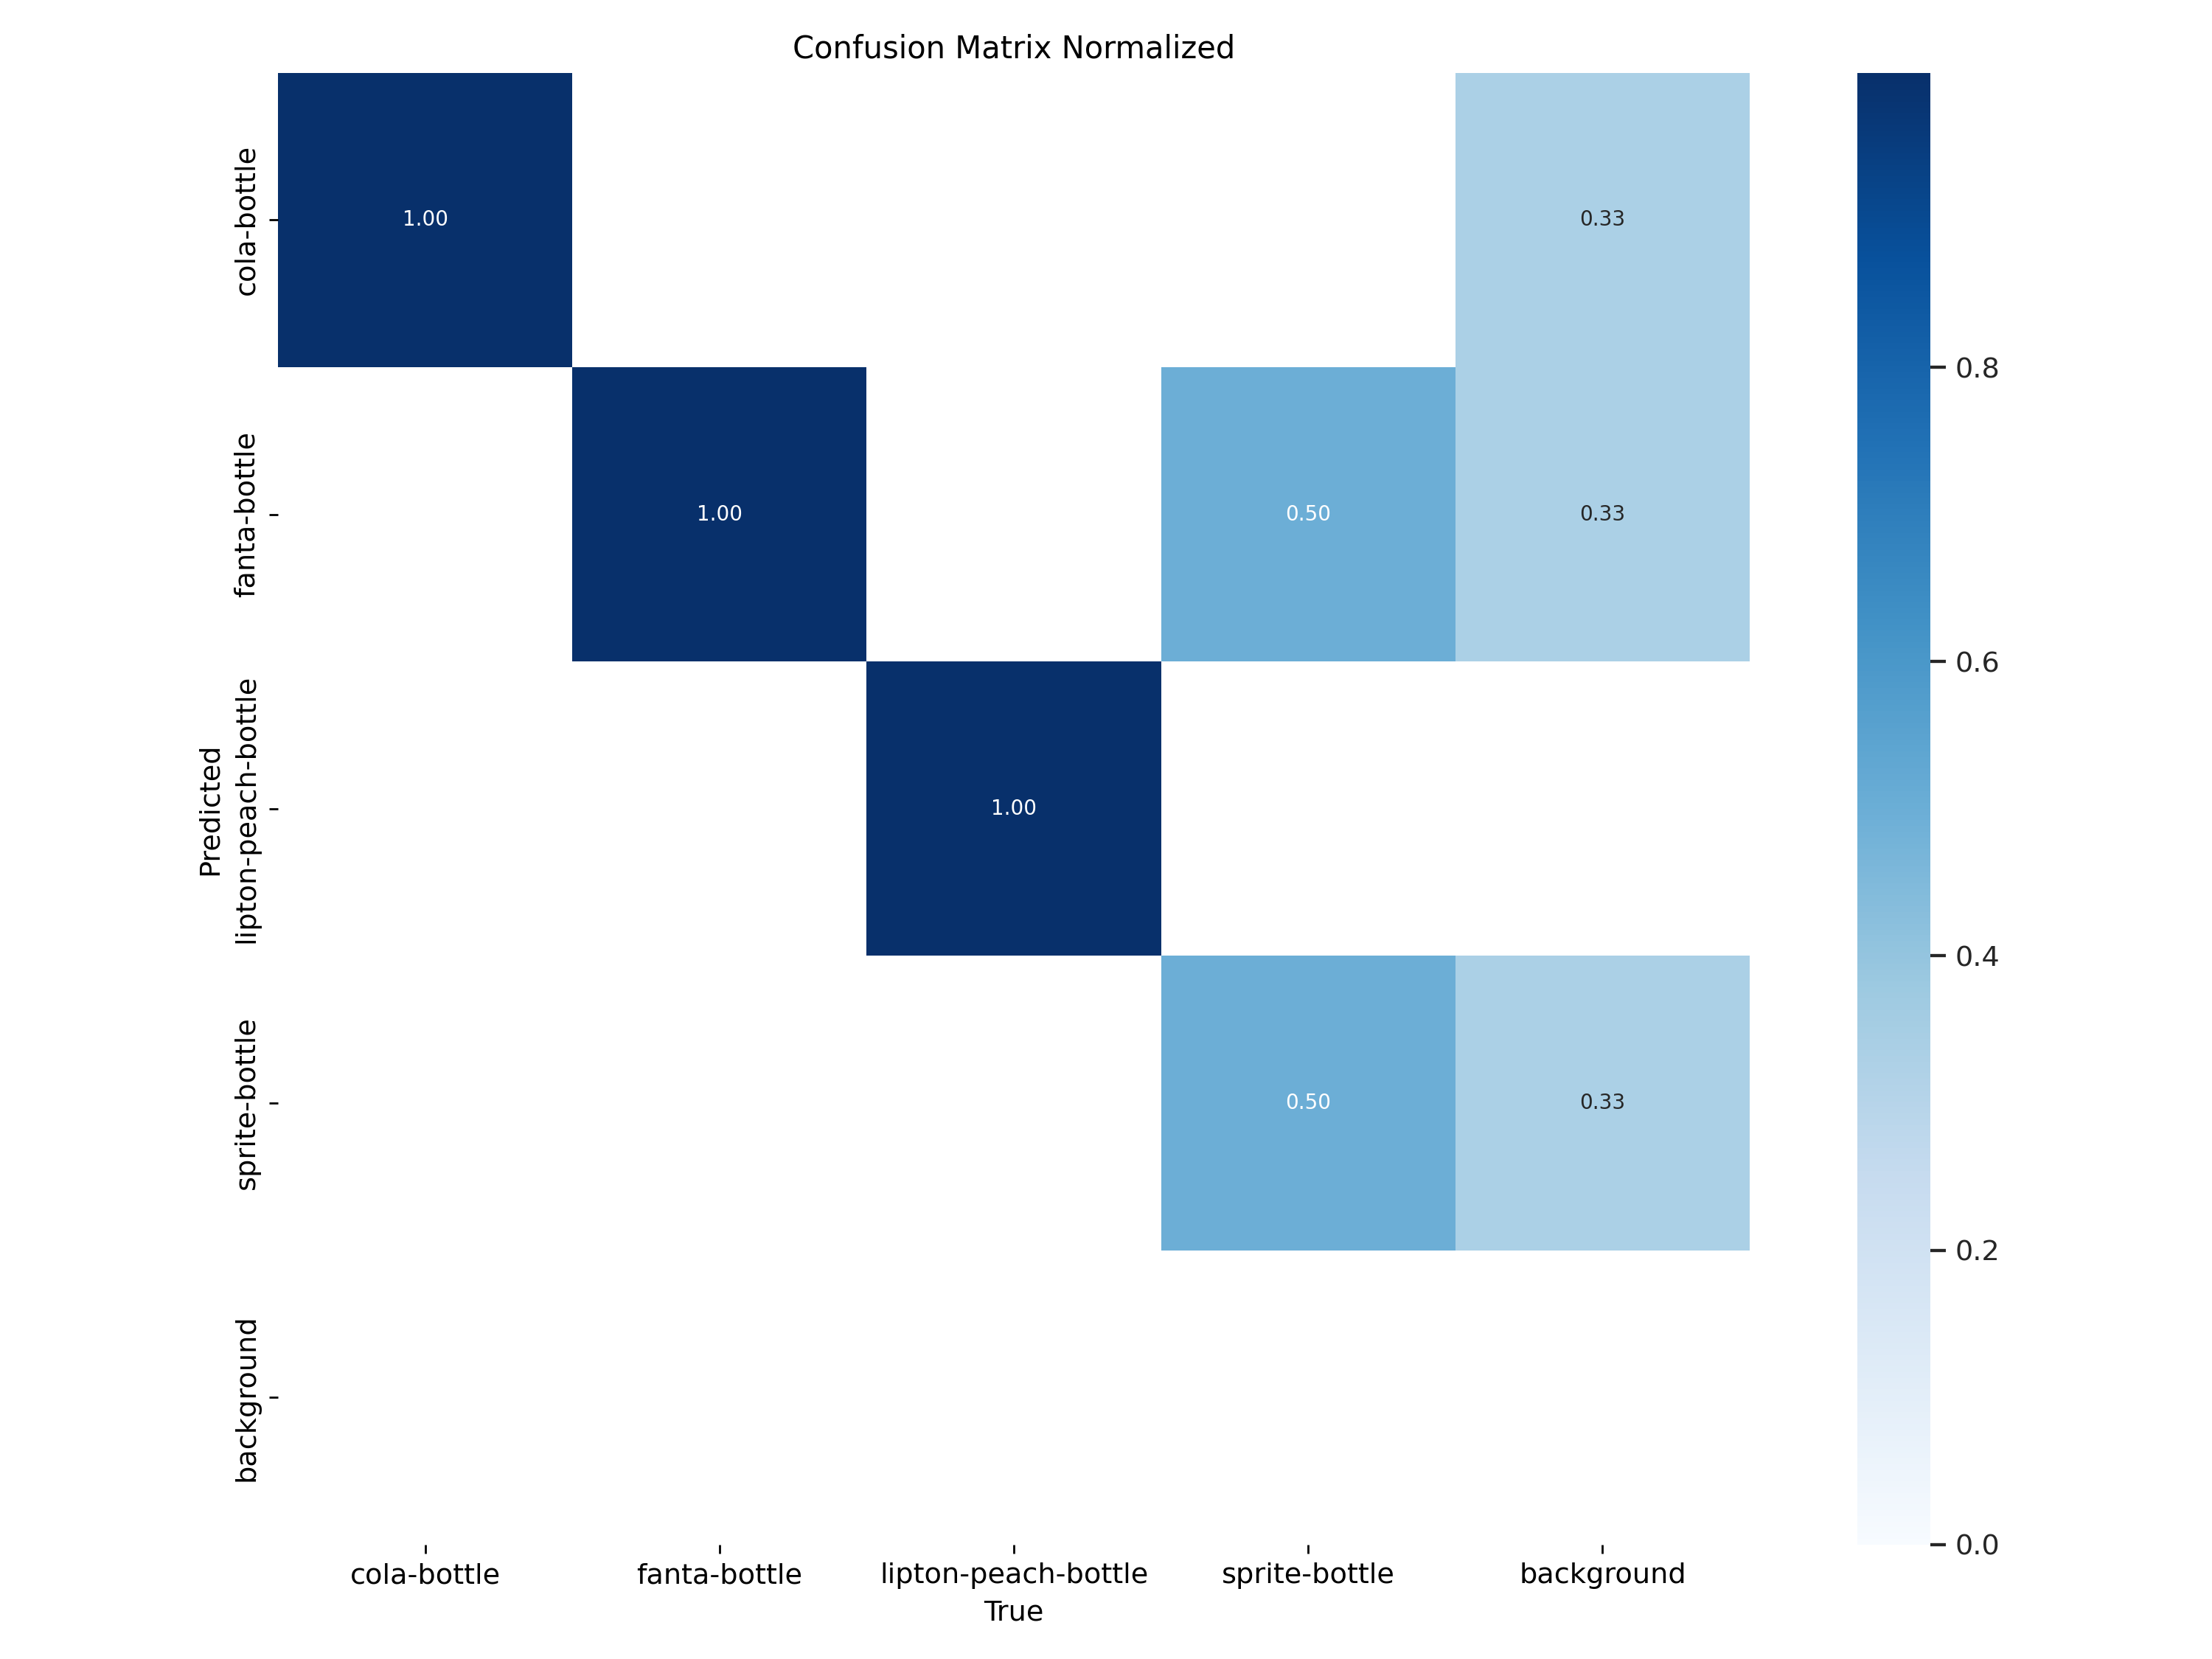 Confusion Matrix Normalized
cola-bottle
1.00
0.33
fanta-bottle
1.00
0.50
0.33
lipton-peach-bottle
1.00
sprite-bottle
0.50
0.33
background
Predicted
cola-bottle
fanta-bottle
lipton-peach-bottle
sprite-bottle
background
True
0.8
0.6
0.4
0.2
0.0